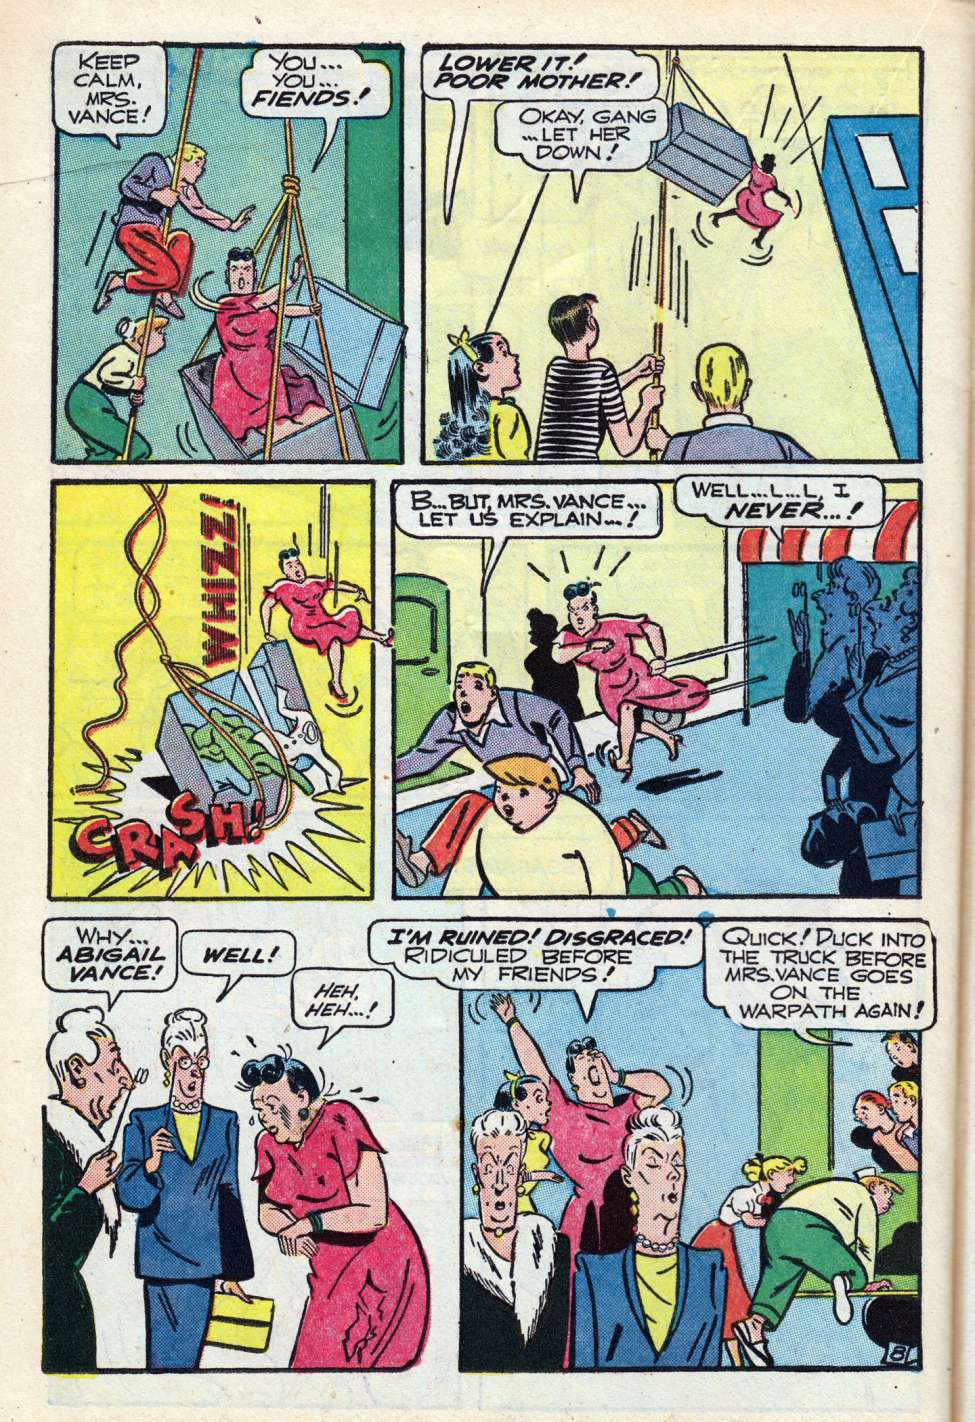 KEEP
CALM,
MRS.
VANCE!
YOU...
YOU...
FIENDS!
LOWER IT!
POOR MOTHER!
OKAY, GANG
...LET HER
DOWN!
WHIZZ!
CRASH!
B...BUT, MRS. VANCE...
LET US EXPLAIN...!
WELL...L...L, I
NEVER...!
WHY...
ABIGAIL
VANCE!
WELL!
HEH,
HEH...!
I'M RUINED! DISGRACED!
RIDICULED BEFORE
MY FRIENDS!
QUICK! DUCK INTO
THE TRUCK BEFORE
MRS. VANCE GOES
ON THE
WARPATH AGAIN!
8